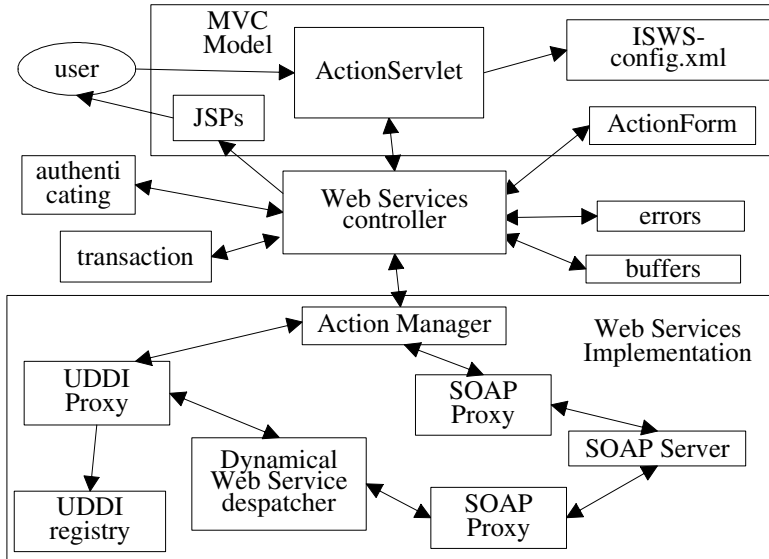 MVC
Model
user
ActionServlet
ISWS-
config.xml
JSPs
ActionForm
authenti
cating
Web Services
controller
errors
transaction
buffers
Action Manager
Web Services
Implementation
UDDI
Proxy
SOAP
Proxy
SOAP Server
Dynamical
Web Service
despatcher
UDDI
registry
SOAP
Proxy